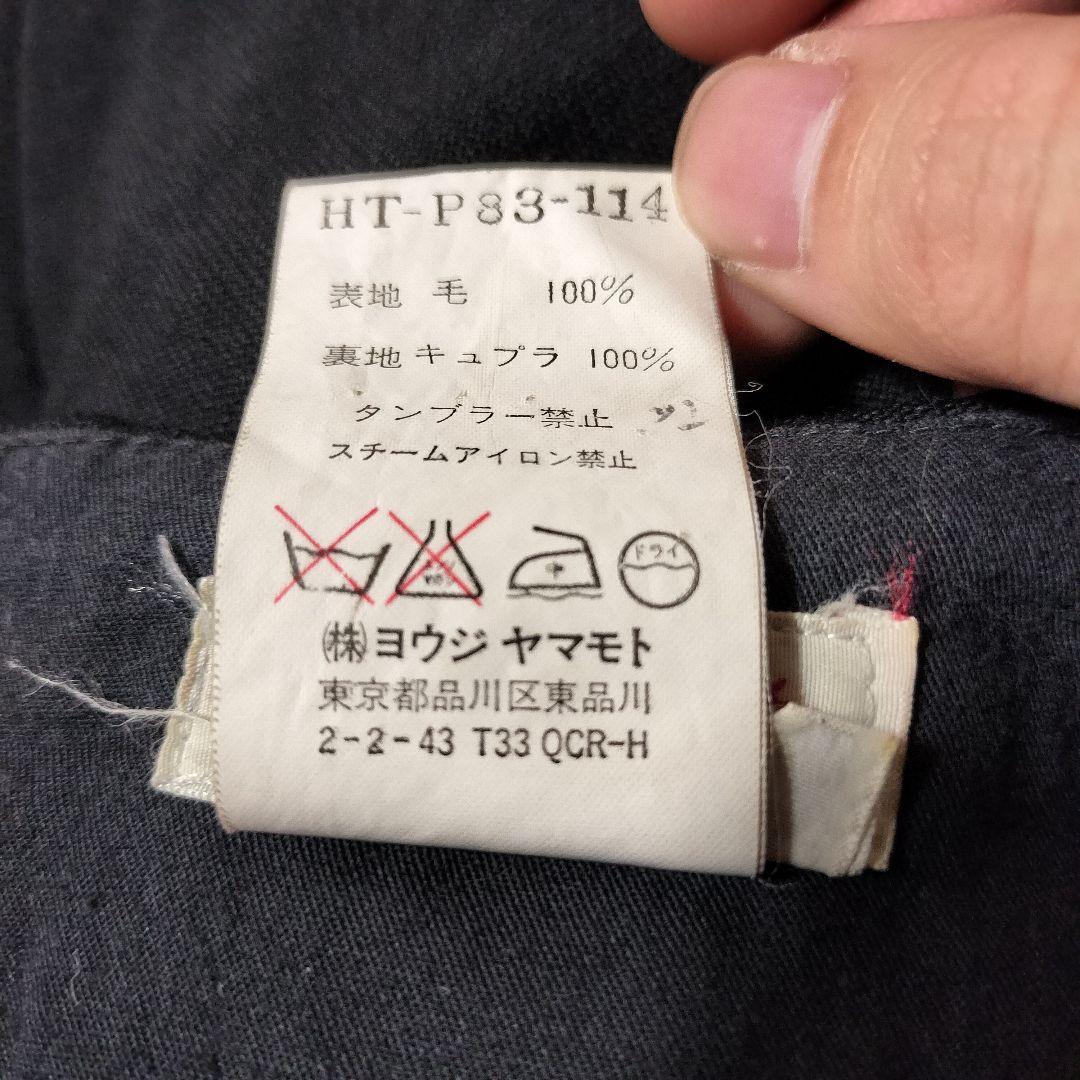 HT-P83-114
表地 毛 100%
裏地 キュプラ 100%
タンブラー禁止
スチームアイロン禁止
中 ドライ
㈱ヨウジ ヤマモト
東京都品川区東品川
2-2-43 T33 QCR-H